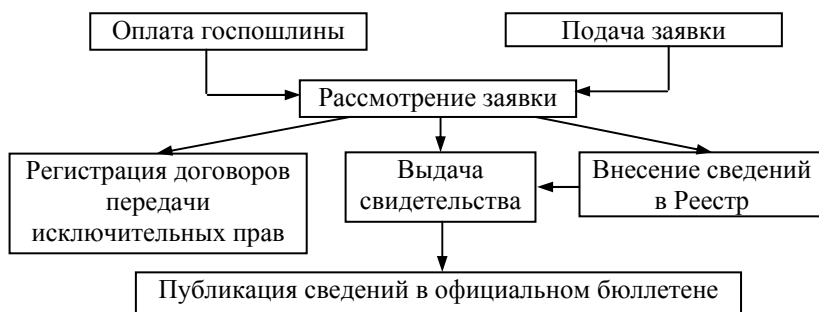 Оплата госпошлины
Подача заявки
Рассмотрение заявки
Регистрация договоров
передачи
исключительных прав
Выдача
свидетельства
Внесение сведений
в Реестр
Публикация сведений в официальном бюллетене